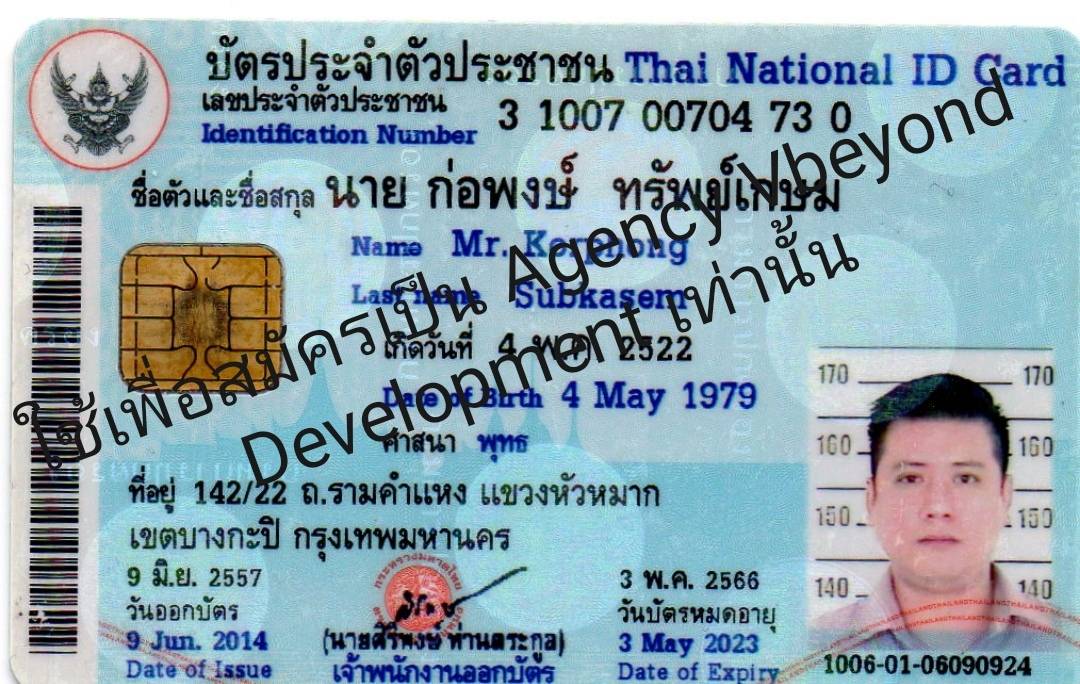 บัตรประจำตัวประชาชน Thai National ID Card
เลขประจำตัวประชาชน
Identification Number 3 1007 00704 73 0
ชื่อตัวและชื่อสกุล นาย ก่อพงษ์ ทรัพย์เกษม
Name Mr. Korphong
Last name Subkasem
เกิดวันที่ 4 พ.ค. 2522
Date of Birth 4 May 1979
ศาสนา พุทธ
ที่อยู่ 142/22 ถ.รามคำแหง แขวงหัวหมาก
เขตบางกะปิ กรุงเทพมหานคร
9 มิ.ย. 2557
วันออกบัตร
9 Jun. 2014
Date of Issue
(นายศิริพงษ์ ห่านตระกูล)
เจ้าพนักงานออกบัตร
3 พ.ค. 2566
วันบัตรหมดอายุ
3 May 2023
Date of Expiry
170 170
160 160
150 150
140 140
1006-01-06090924
ใช้เพื่อสมัครเป็น Agency Vbeyond
Development เท่านั้น